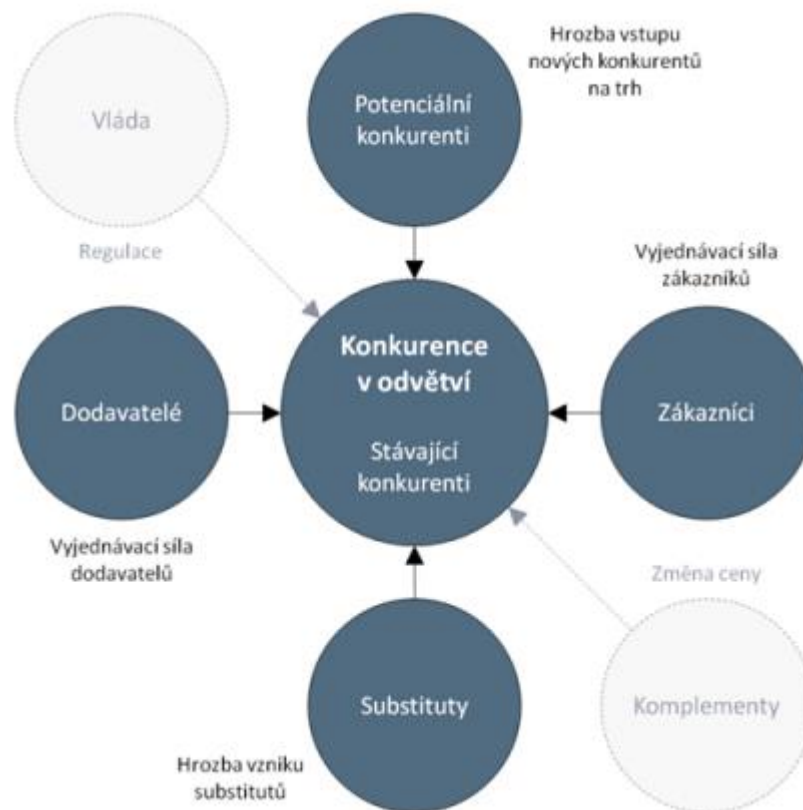 Hrozba vstupu
nových konkurentů
na trh
Potenciální
konkurenti
Vláda
Regulace
Vyjednávací síla
zákazníků
Konkurence
v odvětví
Stávající
konkurenti
Dodavatelé
Zákazníci
Vyjednávací síla
dodavatelů
Změna ceny
Substituty
Komplementy
Hrozba vzniku
substitutů